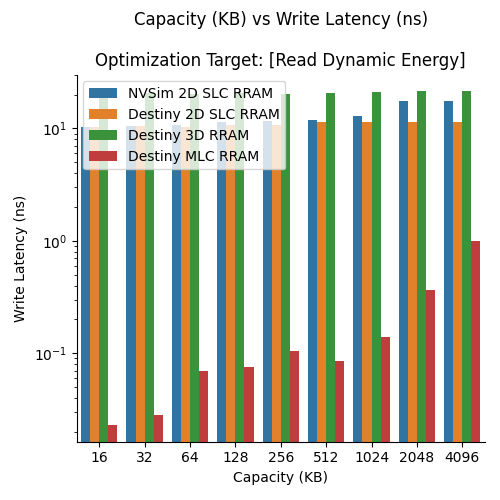 Capacity (KB) vs Write Latency (ns)
Optimization Target: [Read Dynamic Energy]
NVSim 2D SLC RRAM
Destiny 2D SLC RRAM
Destiny 3D RRAM
Destiny MLC RRAM
Write Latency (ns)
10¹
10⁰
10⁻¹
16 32 64 128 256 512 1024 2048 4096
Capacity (KB)